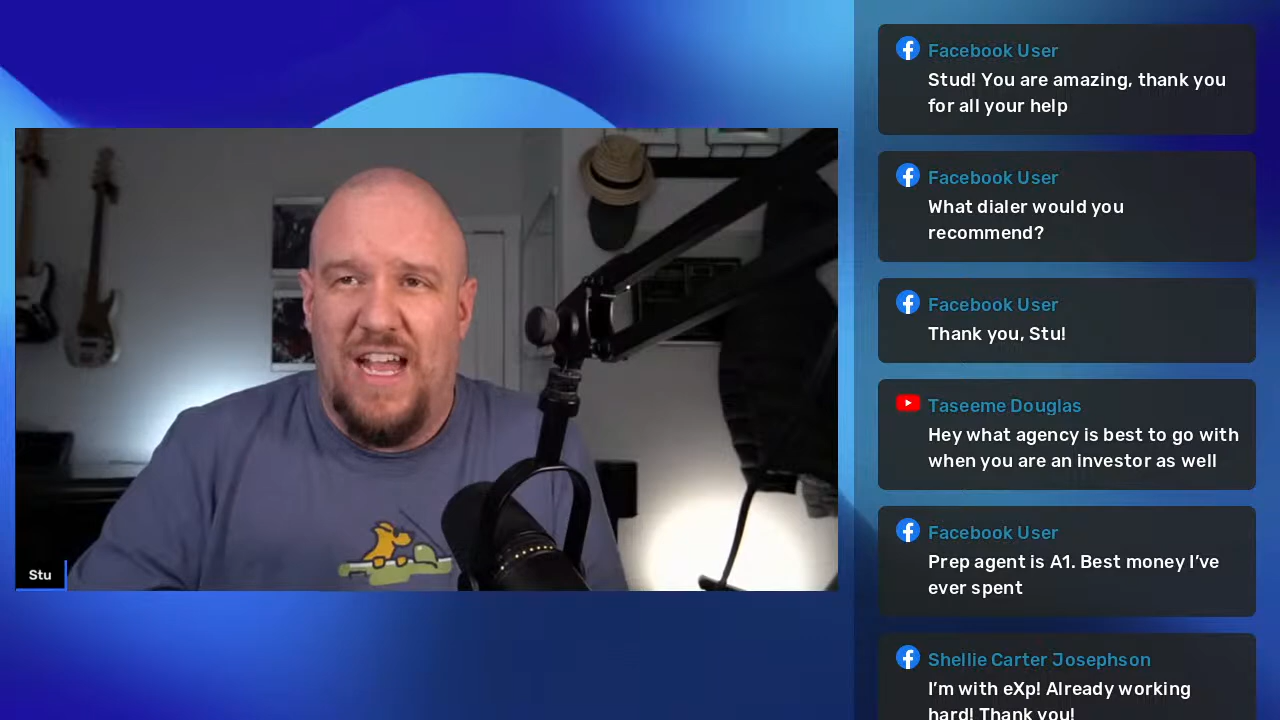 Stu
Facebook User
Stud! You are amazing, thank you
for all your help
Facebook User
What dialer would you
recommend?
Facebook User
Thank you, Stu!
Taseeme Douglas
Hey what agency is best to go with
when you are an investor as well
Facebook User
Prep agent is A1. Best money I’ve
ever spent
Shellie Carter Josephson
I’m with eXp! Already working
hard! Thank you!